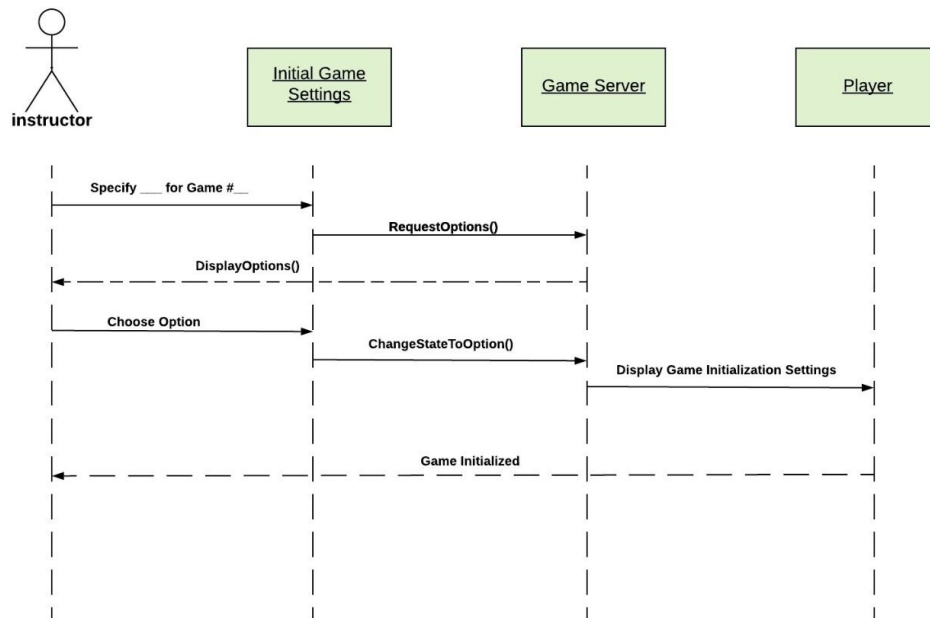 Initial Game
Settings
Game Server
Player
instructor
Specify ___ for Game #__
RequestOptions()
DisplayOptions()
Choose Option
ChangeStateToOption()
Display Game Initialization Settings
Game Initialized